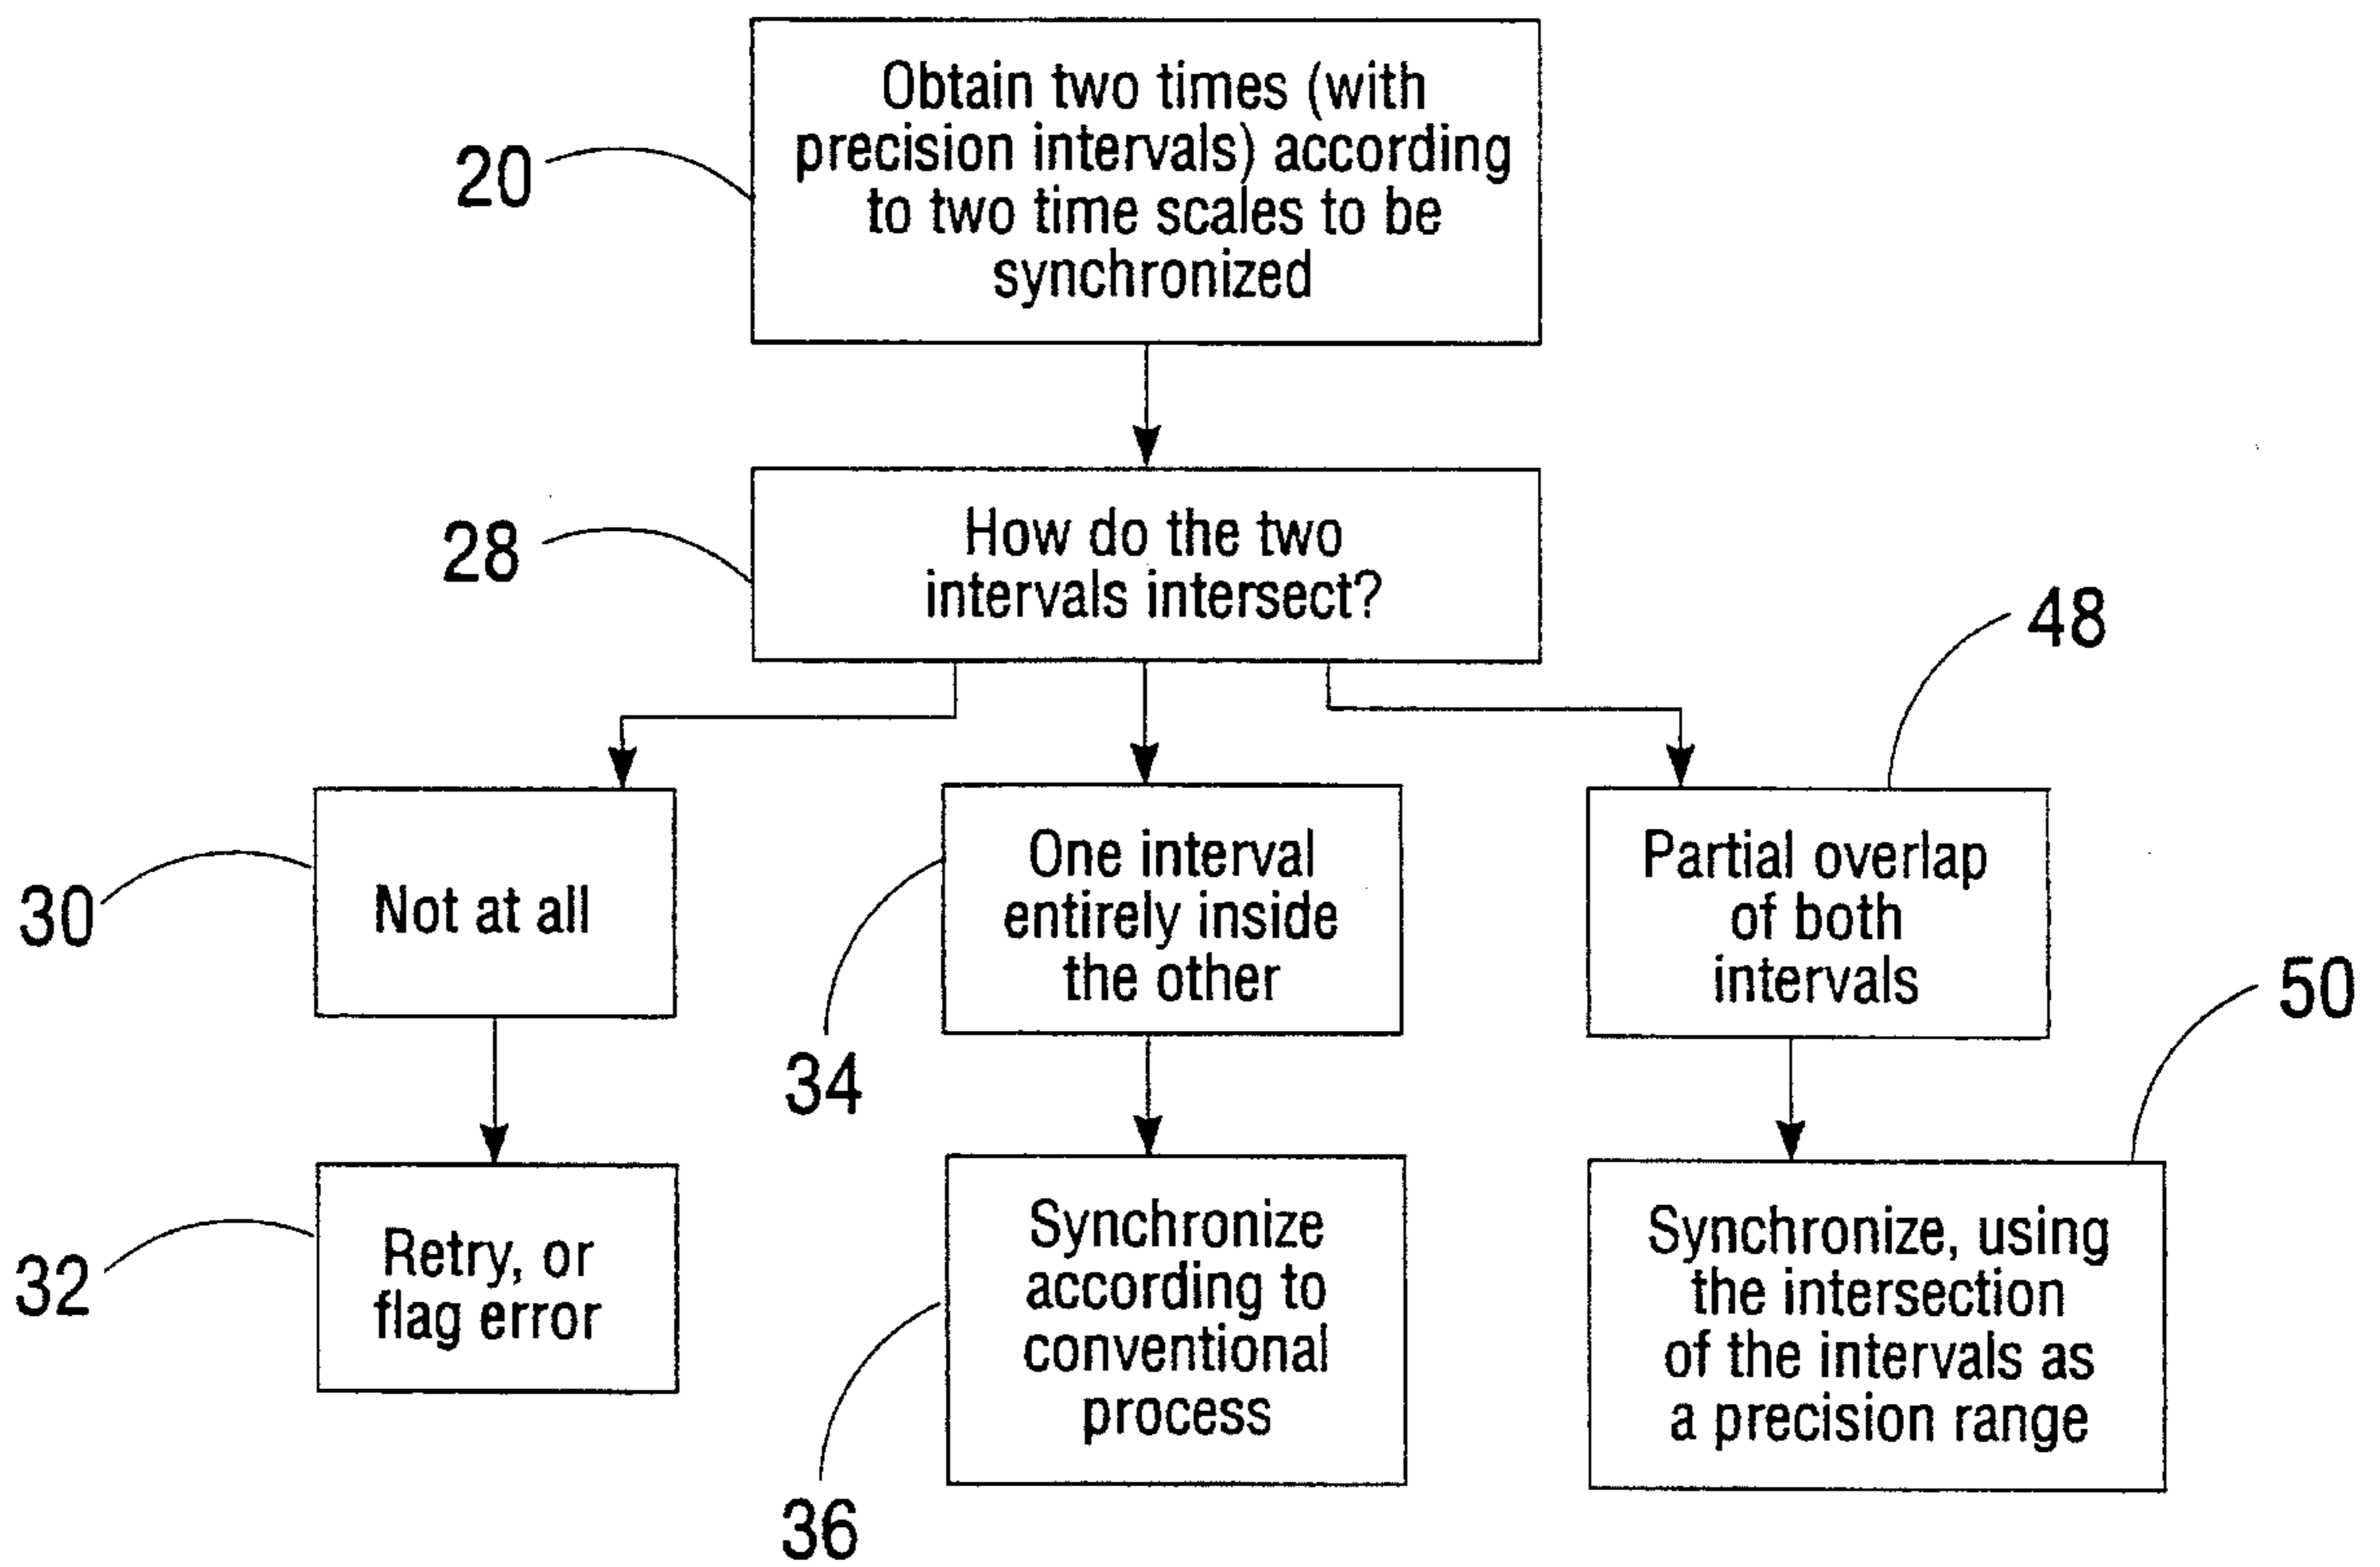 Obtain two times (with
precision intervals) according
to two time scales to be
synchronized
20
How do the two
intervals intersect?
28
48
Not at all
30
One interval
entirely inside
the other
34
Partial overlap
of both
intervals
50
Retry, or
flag error
32
Synchronize
according to
conventional
process
36
Synchronize, using
the intersection
of the intervals as
a precision range